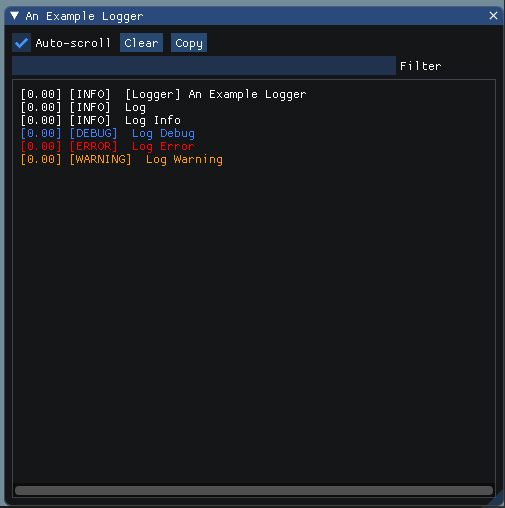 An Example Logger
Auto-scroll Clear Copy
Filter
[0.00] [INFO] [Logger] An Example Logger
[0.00] [INFO] Log
[0.00] [INFO] Log Info
[0.00] [DEBUG] Log Debug
[0.00] [ERROR] Log Error
[0.00] [WARNING] Log Warning